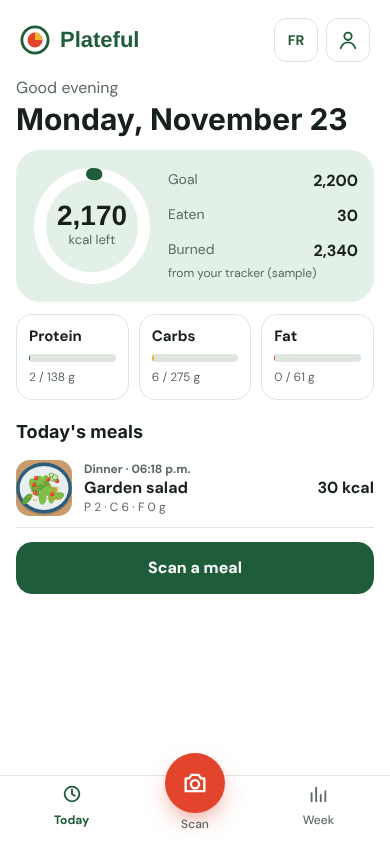 Plateful
FR
Good evening
Monday, November 23
2,170
kcal left
Goal 2,200
Eaten 30
Burned 2,340
from your tracker (sample)
Protein
2 / 138 g
Carbs
6 / 275 g
Fat
0 / 61 g
Today's meals
Dinner · 06:18 p.m.
Garden salad 30 kcal
P 2 · C 6 · F 0 g
Scan a meal
Today
Scan
Week